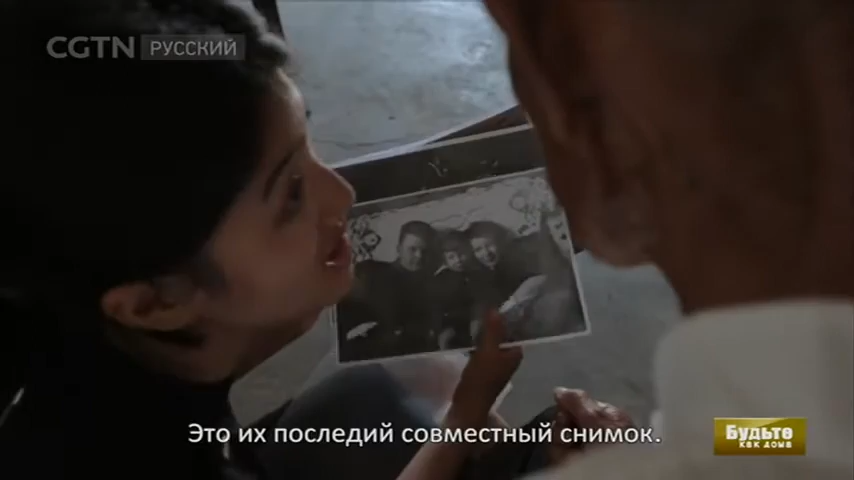 CGTN РУССКИЙ
Это их последий совместный снимок.
Будьте
как дома